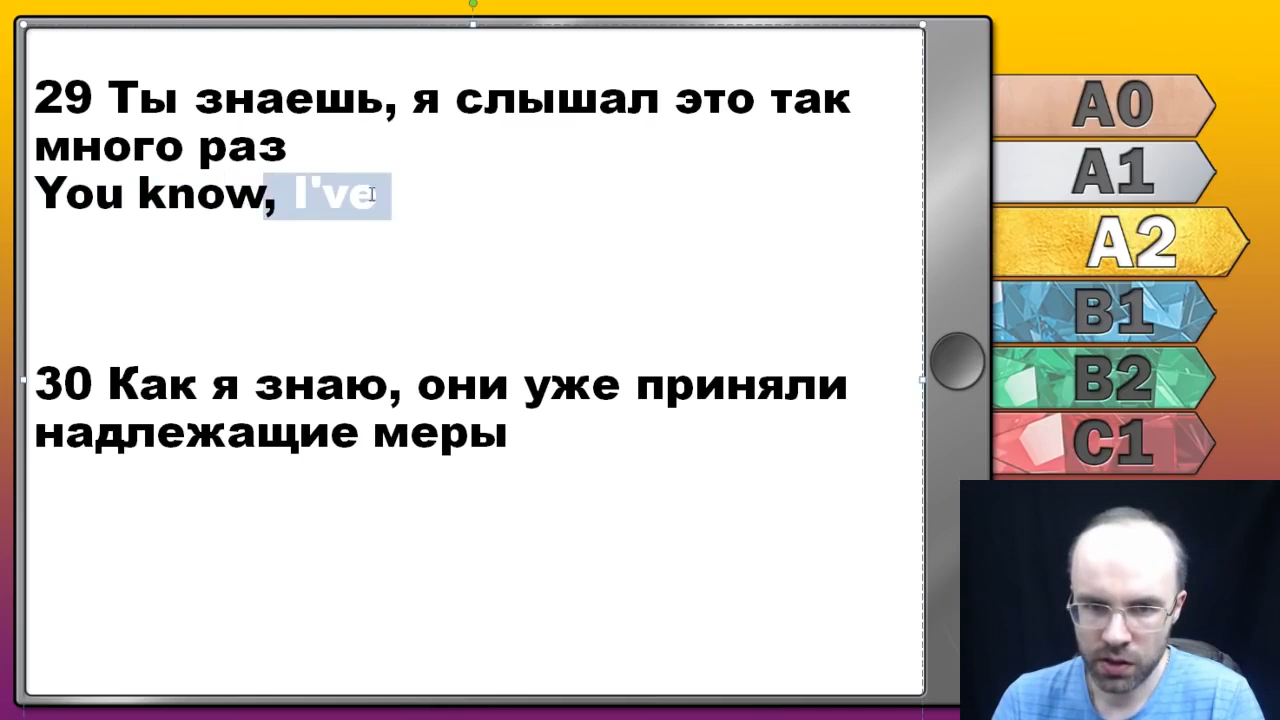 29 Ты знаешь, я слышал это так
много раз
You know, I've
30 Как я знаю, они уже приняли
надлежащие меры
A0
A1
A2
B1
B2
C1